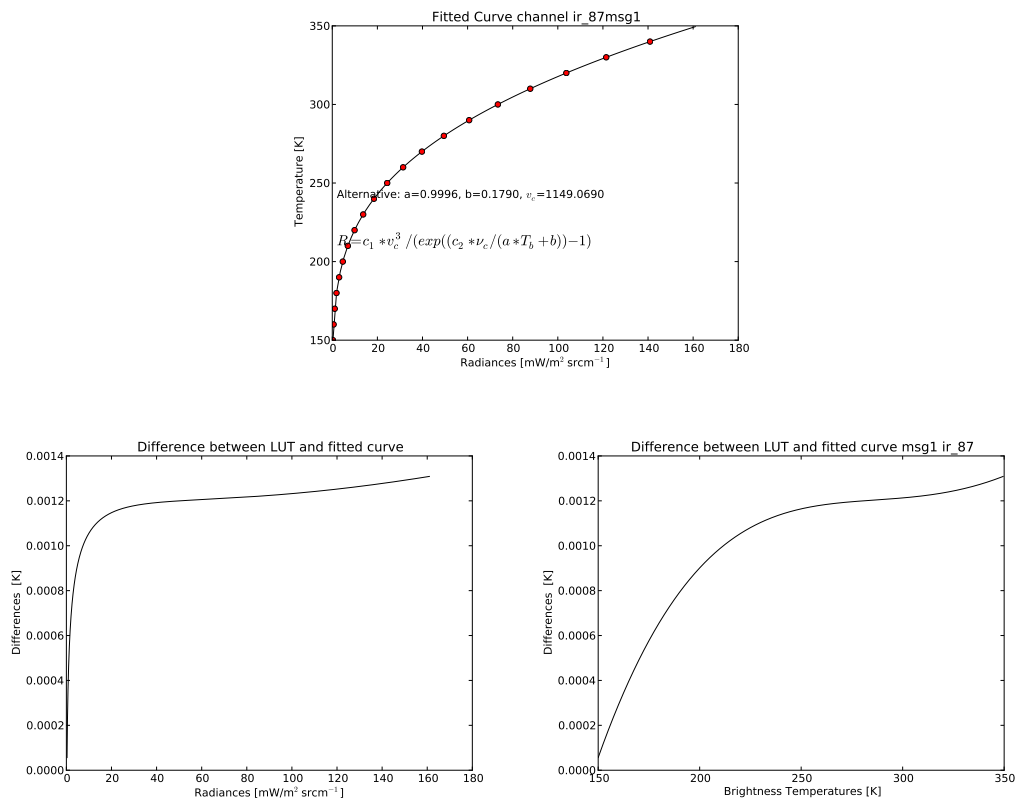 Fitted Curve channel ir_87msg1
350
300
250
200
150
Temperature [K]
Alternative: a=0.9996, b=0.1790, v_c=1149.0690
R=c_1*v_c^3/(exp((c_2*ν_c/(a*T_b+b))−1)
0 20 40 60 80 100 120 140 160 180
Radiances [mW/m² srcm⁻¹]
Difference between LUT and fitted curve
0.0014
0.0012
0.0010
0.0008
0.0006
0.0004
0.0002
0.0000
Differences [K]
0 20 40 60 80 100 120 140 160 180
Radiances [mW/m² srcm⁻¹]
Difference between LUT and fitted curve msg1 ir_87
0.0014
0.0012
0.0010
0.0008
0.0006
0.0004
0.0002
0.0000
Differences [K]
150 200 250 300 350
Brightness Temperatures [K]